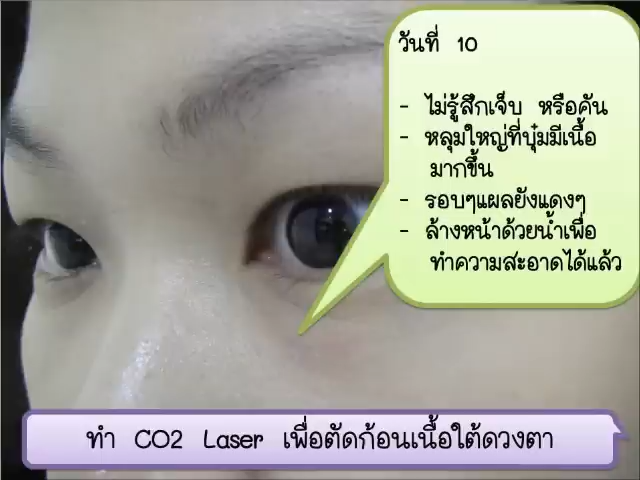 วันที่ 10
- ไม่รู้สึกเจ็บ หรือคัน
- หลุมใหญ่ที่บุ๋มมีเนื้อ
มากขึ้น
- รอบๆแผลยังแดงๆ
- ล้างหน้าด้วยน้ำเพื่อ
ทำความสะอาดได้แล้ว
ทำ CO2 Laser เพื่อตัดก้อนเนื้อใต้ดวงตา